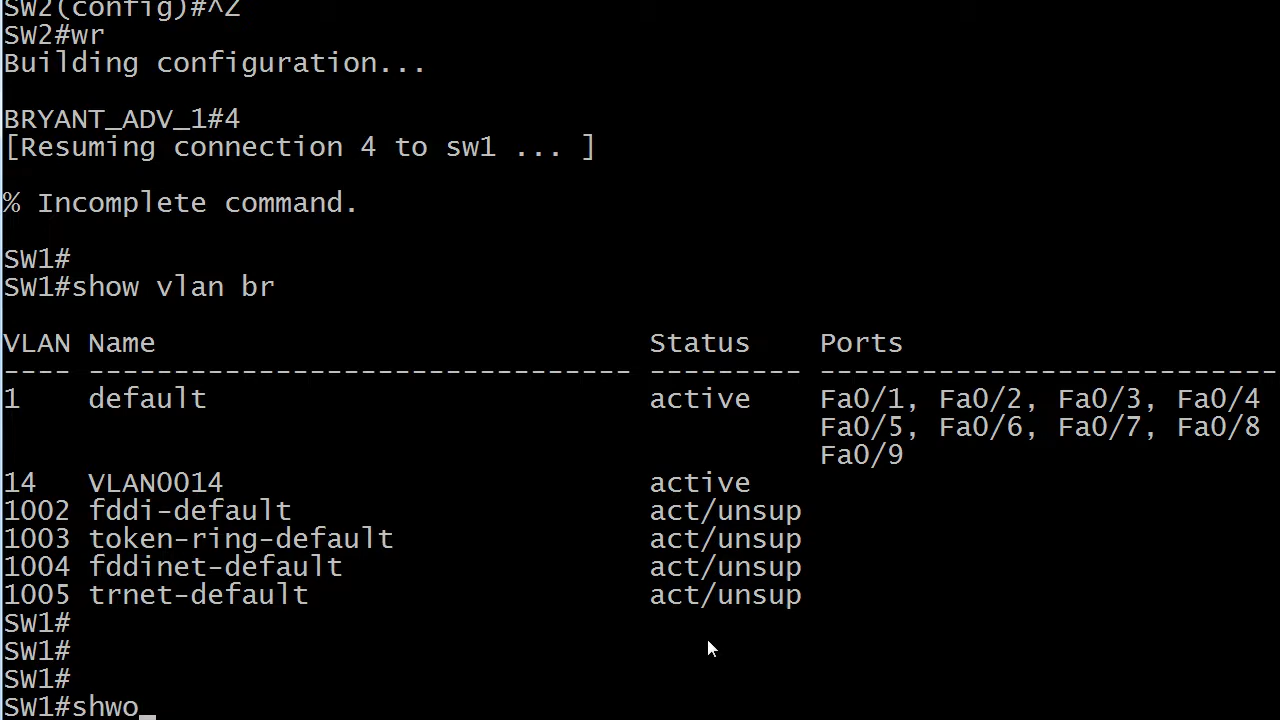 SW2(config)#^Z
SW2#wr
Building configuration...
BRYANT_ADV_1#4
[Resuming connection 4 to sw1 ... ]
% Incomplete command.
SW1#
SW1#show vlan br
VLAN Name                             Status    Ports
---- -------------------------------- --------- ---------------------------
1    default                          active    Fa0/1, Fa0/2, Fa0/3, Fa0/4
                                                Fa0/5, Fa0/6, Fa0/7, Fa0/8
                                                Fa0/9
14   VLAN0014                         active
1002 fddi-default                     act/unsup
1003 token-ring-default               act/unsup
1004 fddinet-default                  act/unsup
1005 trnet-default                    act/unsup
SW1#
SW1#
SW1#
SW1#shwo_